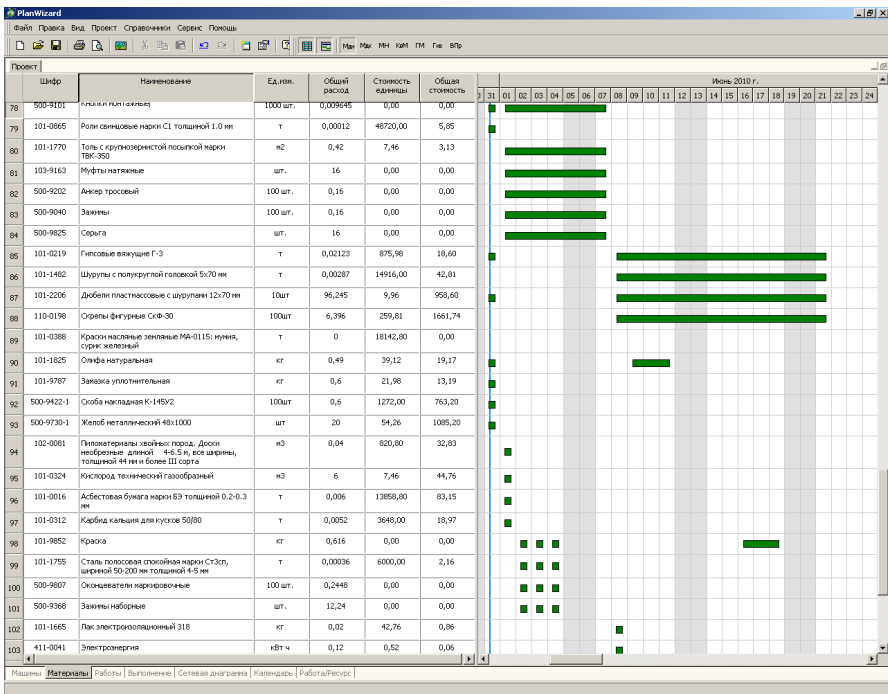 PlanWizard
Файл Правка Вид Проект Справочники Сервис Помощь
Мдн Мдк МН КвМ ГМ Гнв ВПр
Проект
Шифр Наименование Ед.изм. Общий расход Стоимость единицы Общая стоимость Июнь 2010 г.
31 01 02 03 04 05 06 07 08 09 10 11 12 13 14 15 16 17 18 19 20 21 22 23 24
78 500-9101 Кнопки монтажные 1000 шт. 0,009645 0,00 0,00
79 101-0865 Роли свинцовые марки С1 толщиной 1.0 мм т 0,00012 48720,00 5,85
80 101-1770 Толь с крупнозернистой посыпкой марки м2 0,42 7,46 3,13
ТВК-350
81 103-9163 Муфты натяжные шт. 16 0,00 0,00
82 500-9202 Анкер тросовый 100 шт. 0,16 0,00 0,00
83 500-9040 Зажимы 100 шт. 0,16 0,00 0,00
84 500-9825 Серьга шт. 16 0,00 0,00
85 101-0219 Гипсовые вяжущие Г-3 т 0,02123 875,98 18,60
86 101-1482 Шурупы с полукруглой головкой 5х70 мм т 0,00287 14916,00 42,81
87 101-2206 Дюбели пластмассовые с шурупами 12х70 мм 10шт 96,245 9,96 958,60
88 110-0198 Скрепы фигурные СкФ-30 100шт 6,396 259,81 1661,74
89 101-0388 Краски масляные земляные МА-0115: мумия, т 0 18142,80 0,00
сурик железный
90 101-1825 Олифа натуральная кг 0,49 39,12 19,17
91 101-9787 Замазка уплотнительная кг 0,6 21,98 13,19
92 500-9422-1 Скоба накладная К-145У2 100шт 0,6 1272,00 763,20
93 500-9730-1 Желоб металлический 48х1000 шт 20 54,26 1085,20
94 102-0081 Пиломатериалы хвойных пород. Доски м3 0,04 820,80 32,83
необрезные длиной 4-6.5 м, все ширины,
толщиной 44 мм и более III сорта
95 101-0324 Кислород технический газообразный м3 6 7,46 44,76
96 101-0016 Асбестовая бумага марки БЭ толщиной 0.2-0.3 т 0,006 13858,80 83,15
мм
97 101-0312 Карбид кальция для кусков 50/80 т 0,0052 3648,00 18,97
98 101-9852 Краска кг 0,616 0,00 0,00
99 101-1755 Сталь полосовая спокойная марки Ст3сп, т 0,00036 6000,00 2,16
шириной 50-200 мм толщиной 4-5 мм
100 500-9807 Оконцеватели маркировочные 100 шт. 0,2448 0,00 0,00
101 500-9368 Зажимы наборные шт. 12,24 0,00 0,00
102 101-1665 Лак электроизоляционный 318 кг 0,02 42,76 0,86
103 411-0041 Электроэнергия кВт ч 0,12 0,52 0,06
Машины Материалы Работы Выполнение Сетевая диаграмма Календарь Работа/Ресурс